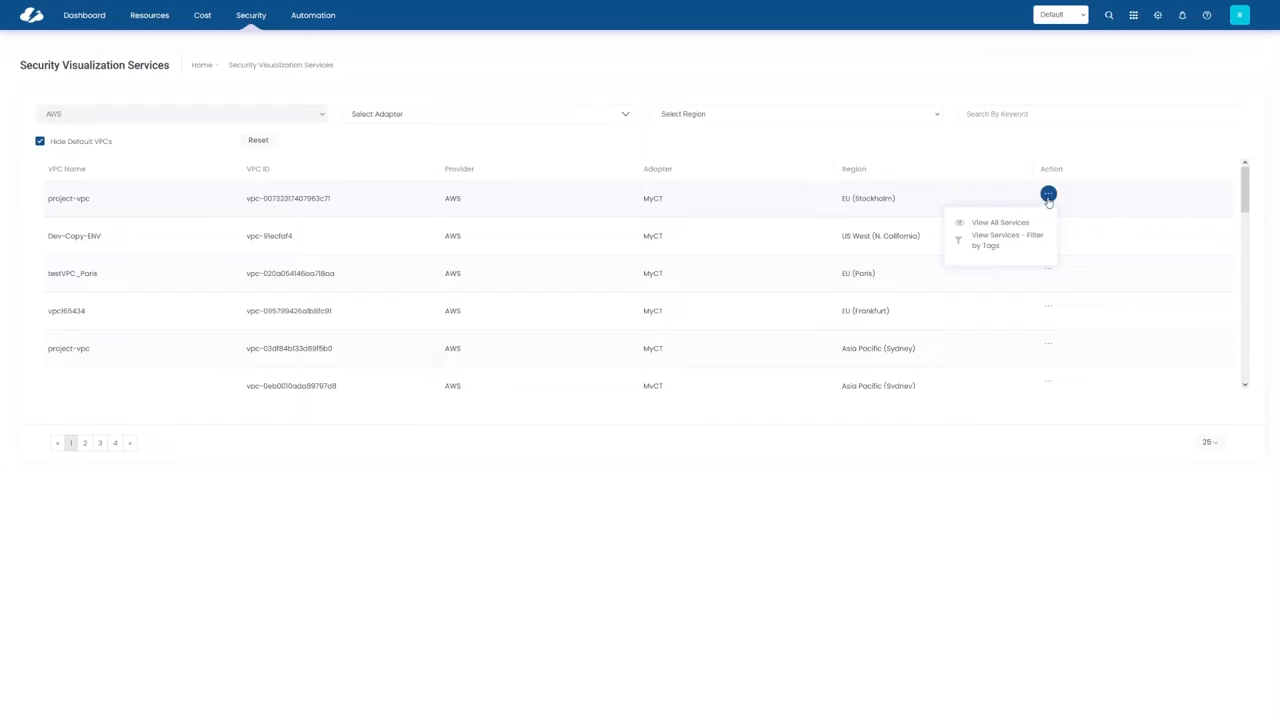 Dashboard Resources Cost Security Automation Default R
Security Visualization Services Home - Security Visualization Services
AWS Select Adapter Select Region Search By Keyword
Hide Default VPCs Reset
VPC Name VPC ID Provider Adapter Region Action
project-vpc vpc-00732317407963c71 AWS MyCT EU (Stockholm) ...
View All Services
Dev-Copy-ENV vpc-91ecfaf4 AWS MyCT US West (N. California)
View Services - Filter
by Tags
testVPC_Paris vpc-020a054146aa718aa AWS MyCT EU (Paris) ...
vpc165434 vpc-095799426a1b8fc91 AWS MyCT EU (Frankfurt) ...
project-vpc vpc-03df84b133d89f5b0 AWS MyCT Asia Pacific (Sydney) ...
vpc-0eb0010ada89797d8 AWS MyCT Asia Pacific (Sydney) ...
« 1 2 3 4 » 25